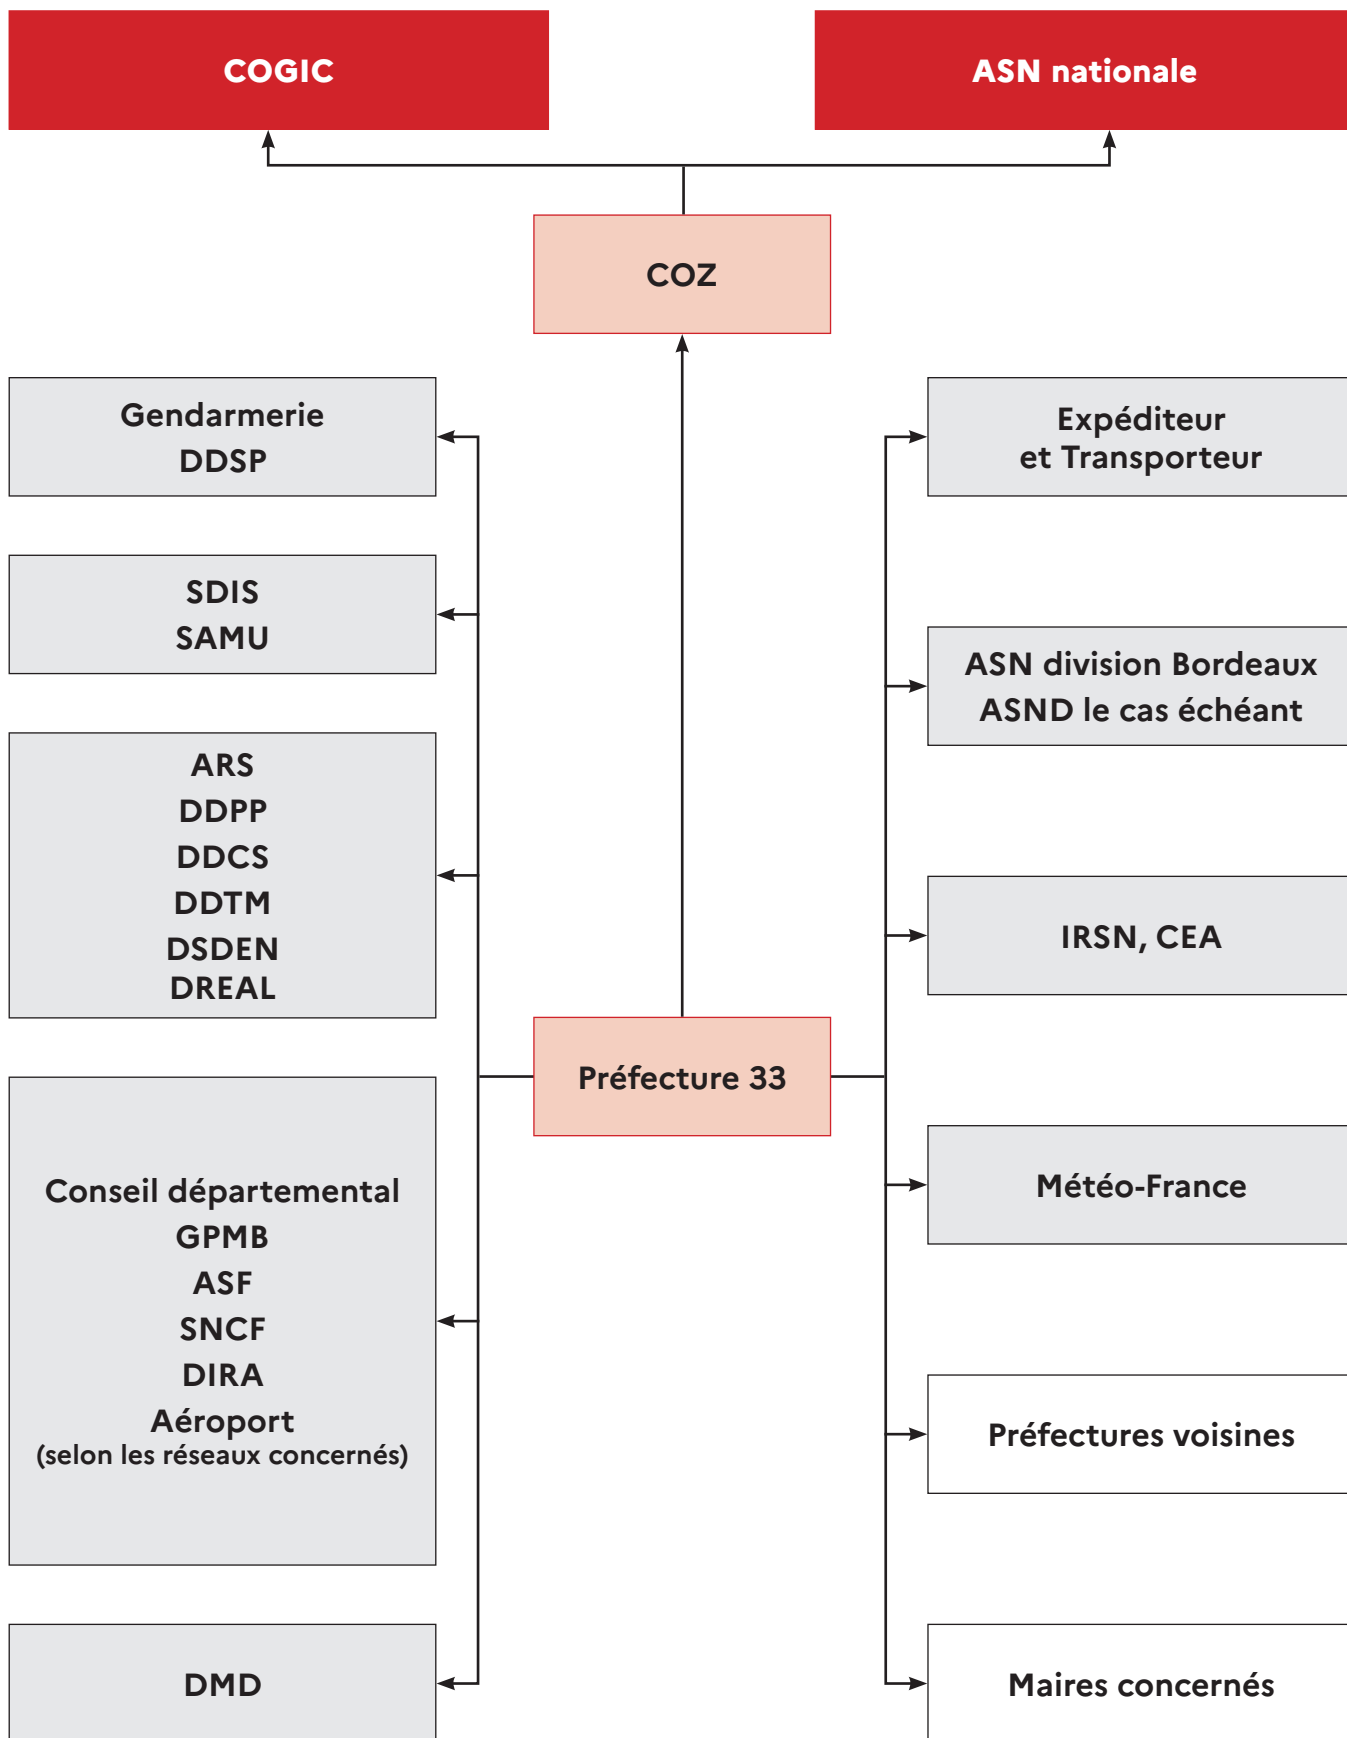 COGIC
ASN nationale
COZ
Gendarmerie
DDSP
SDIS
SAMU
ARS
DDPP
DDCS
DDTM
DSDEN
DREAL
Conseil départemental
GPMB
ASF
SNCF
DIRA
Aéroport
(selon les réseaux concernés)
DMD
Préfecture 33
Expéditeur
et Transporteur
ASN division Bordeaux
ASND le cas échéant
IRSN, CEA
Météo-France
Préfectures voisines
Maires concernés